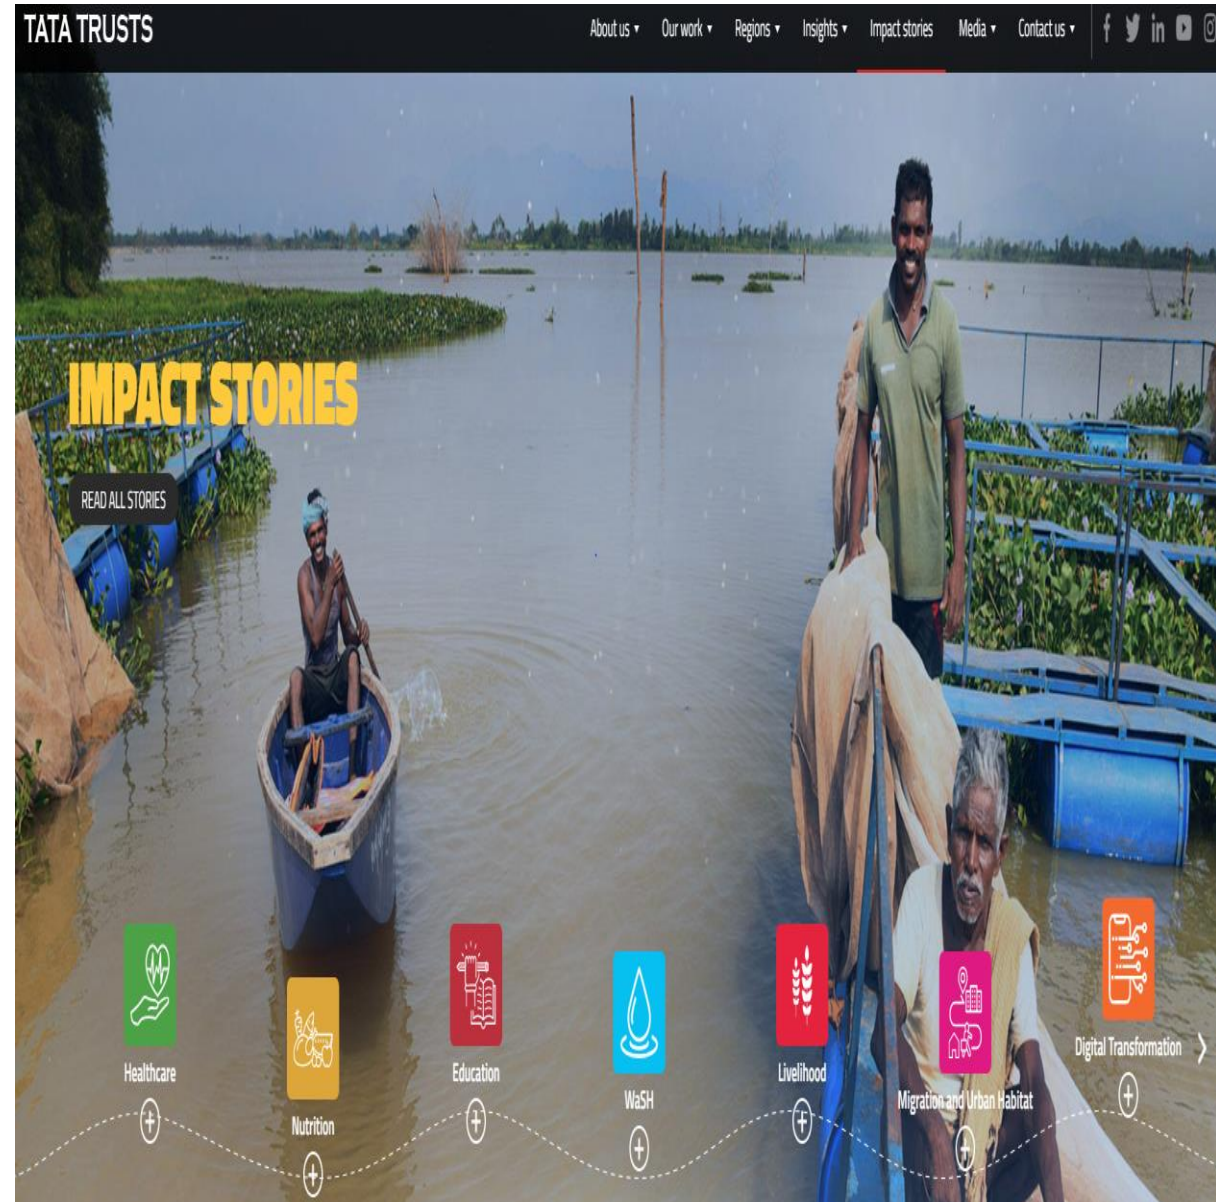 TATA TRUSTS
About us Our work Regions Insights Impact stories Media Contact us
IMPACT STORIES
READ ALL STORIES
Healthcare
Nutrition
Education
WaSH
Livelihood
Migration and Urban Habitat
Digital Transformation